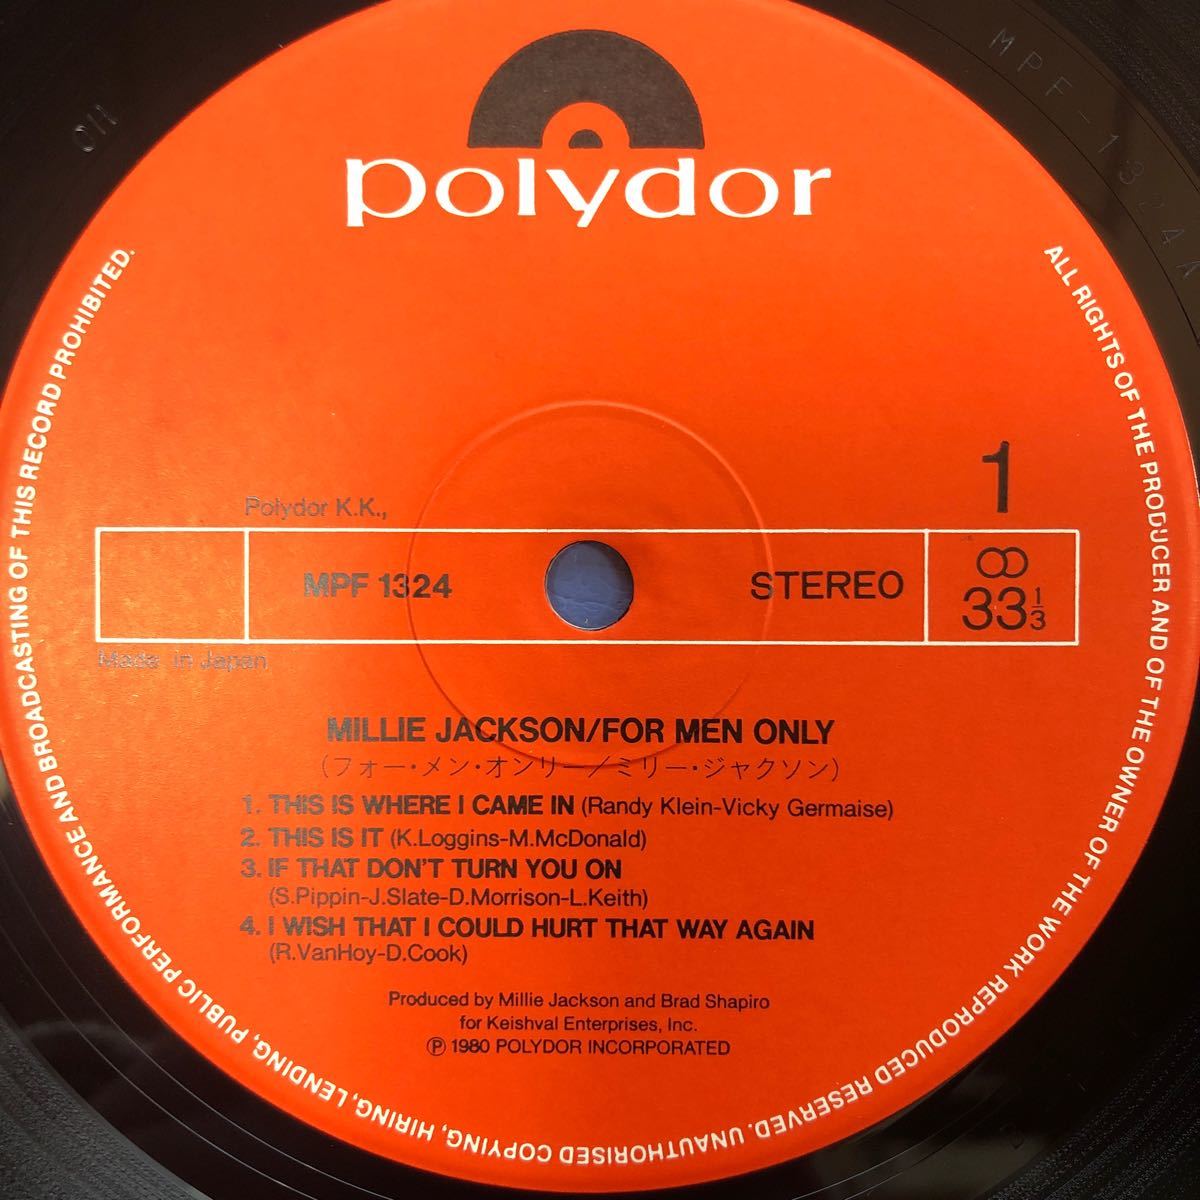 polydor
MPF-1324A
110
ALL RIGHTS OF THE PRODUCER AND OF THE OWNER OF THE WORK REPRODUCED RESERVED. UNAUTHORISED COPYING, HIRING, LENDING, PUBLIC PERFORMANCE AND BROADCASTING OF THIS RECORD PROHIBITED.
1
Polydor K.K.,
MPF 1324
STEREO
33 1/3
Made in Japan
MILLIE JACKSON/FOR MEN ONLY
(フォー・メン・オンリー/ミリー・ジャクソン)
1. THIS IS WHERE I CAME IN (Randy Klein-Vicky Germaise)
2. THIS IS IT (K.Loggins-M.McDonald)
3. IF THAT DON'T TURN YOU ON
(S.Pippin-J.Slate-D.Morrison-L.Keith)
4. I WISH THAT I COULD HURT THAT WAY AGAIN
(R.VanHoy-D.Cook)
Produced by Millie Jackson and Brad Shapiro
for Keishval Enterprises, Inc.
℗ 1980 POLYDOR INCORPORATED